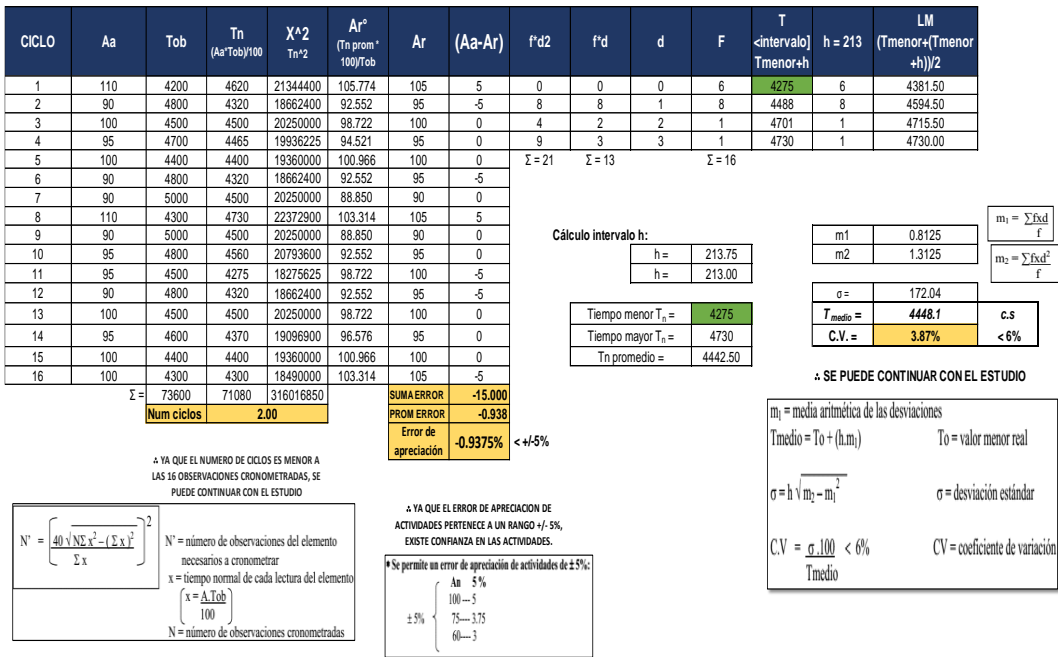 CICLO Aa Tob Tn (Aa*Tob)/100 X^2 Tn^2 Ar° (Tn prom * 100)/Tob Ar (Aa-Ar) f*d2 f*d d F T <intervalo] Tmenor+h h = 213 LM (Tmenor+(Tmenor +h))/2
1 110 4200 4620 21344400 105.774 105 5 0 0 0 6 4275 6 4381.50
2 90 4800 4320 18662400 92.552 95 -5 8 8 1 8 4488 8 4594.50
3 100 4500 4500 20250000 98.722 100 0 4 2 2 1 4701 1 4715.50
4 95 4700 4465 19936225 94.521 95 0 9 3 3 1 4730 1 4730.00
5 100 4400 4400 19360000 100.966 100 0 Σ = 21 Σ = 13 Σ = 16
6 90 4800 4320 18662400 92.552 95 -5
7 90 5000 4500 20250000 88.850 90 0
8 110 4300 4730 22372900 103.314 105 5
9 90 5000 4500 20250000 88.850 90 0
10 95 4800 4560 20793600 92.552 95 0
11 95 4500 4275 18275625 98.722 100 -5
12 90 4800 4320 18662400 92.552 95 -5
13 100 4500 4500 20250000 98.722 100 0
14 95 4600 4370 19096900 96.576 95 0
15 100 4400 4400 19360000 100.966 100 0
16 100 4300 4300 18490000 103.314 105 -5
Σ = 73600 71080 316016850 SUMA ERROR -15.000
Num ciclos 2.00 PROM ERROR -0.938
Error de apreciación -0.9375% < +/-5%
Cálculo intervalo h:
h = 213.75
h = 213.00
Tiempo menor Tn = 4275
Tiempo mayor Tn = 4730
Tn promedio = 4442.50
m1 0.8125
m2 1.3125
m₁ = ∑fxd
f
m₂ = ∑fxd²
f
σ = 172.04
Tmedio = 4448.1 c.s
C.V. = 3.87% < 6%
∴ SE PUEDE CONTINUAR CON EL ESTUDIO
m₁ = media aritmética de las desviaciones
Tmedio = To + (h.m₁) To = valor menor real
σ = h √ m₂ – m₁² σ = desviación estándar
C.V = σ .100 < 6% CV = coeficiente de variación
Tmedio
∴ YA QUE EL NUMERO DE CICLOS ES MENOR A
LAS 16 OBSERVACIONES CRONOMETRADAS, SE
PUEDE CONTINUAR CON EL ESTUDIO
N' = ( 40 √ NΣ x² – ( Σ x )² ) 2
Σ x
N' = número de observaciones del elemento
necesarios a cronometrar
x = tiempo normal de cada lectura del elemento
( x = A.Tob )
100
N = número de observaciones cronometradas
∴ YA QUE EL ERROR DE APRECIACION DE
ACTIVIDADES PERTENECE A UN RANGO +/- 5%,
EXISTE CONFIANZA EN LAS ACTIVIDADES.
* Se permite un error de apreciación de actividades de ± 5%:
An 5 %
100 --- 5
± 5% { 75---- 3.75
60---- 3